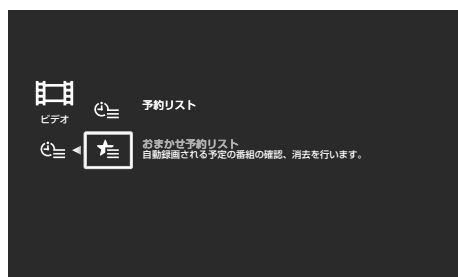 予約リスト
ビデオ
おまかせ予約リスト
自動録画される予定の番組の確認、消去を行います。